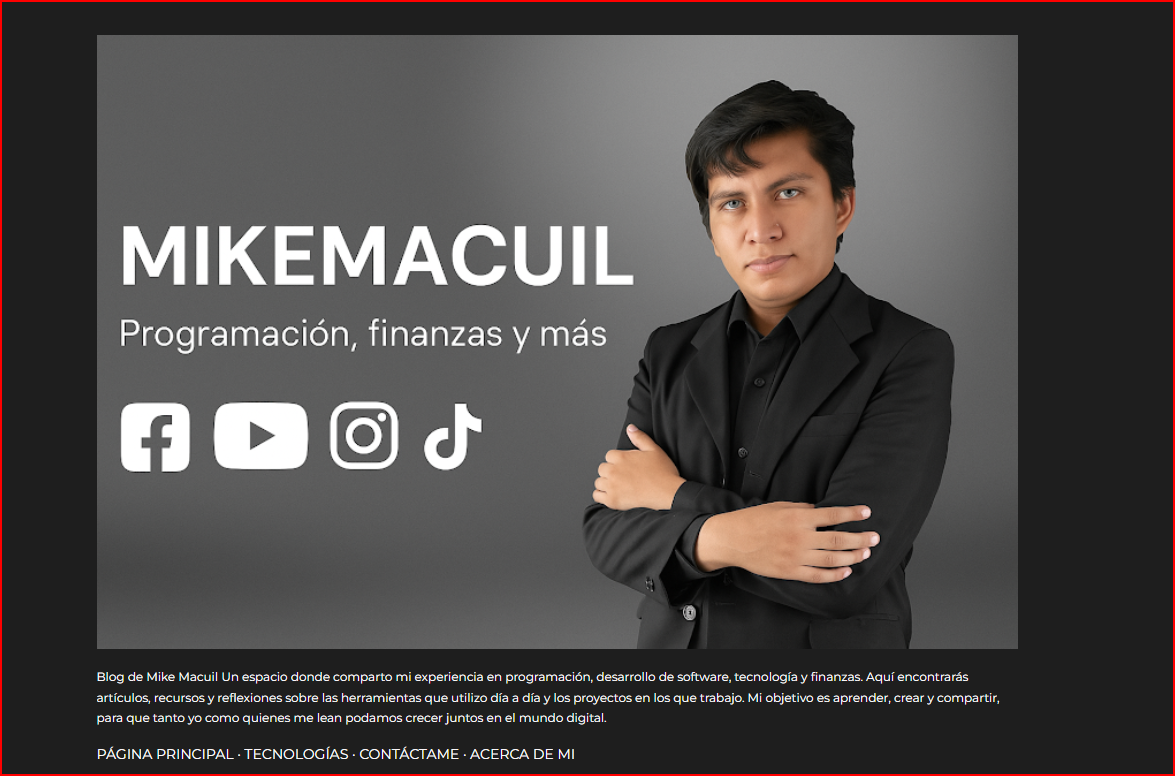 MIKEMACUIL
Programación, finanzas y más
Blog de Mike Macuil Un espacio donde comparto mi experiencia en programación, desarrollo de software, tecnología y finanzas. Aquí encontrarás
artículos, recursos y reflexiones sobre las herramientas que utilizo día a día y los proyectos en los que trabajo. Mi objetivo es aprender, crear y compartir,
para que tanto yo como quienes me lean podamos crecer juntos en el mundo digital.
PÁGINA PRINCIPAL · TECNOLOGÍAS · CONTÁCTAME · ACERCA DE MI